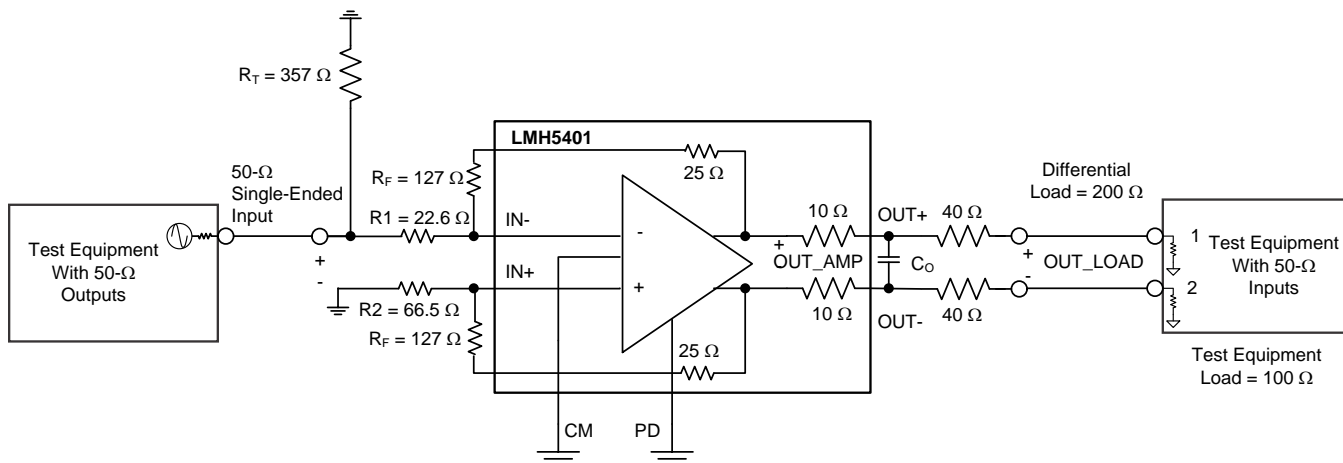 R_T = 357 Ω
LMH5401
25 Ω
50-Ω
Single-Ended
Input
R_F = 127 Ω
Differential
Load = 200 Ω
R1 = 22.6 Ω
IN-
10 Ω
OUT+
40 Ω
Test Equipment
With 50-Ω
Outputs
-
+
+
-
IN+
+
OUT_AMP
C_O
+
-
OUT_LOAD
1
2
Test Equipment
With 50-Ω
Inputs
R2 = 66.5 Ω
10 Ω
OUT-
40 Ω
R_F = 127 Ω
25 Ω
Test Equipment
Load = 100 Ω
CM
PD